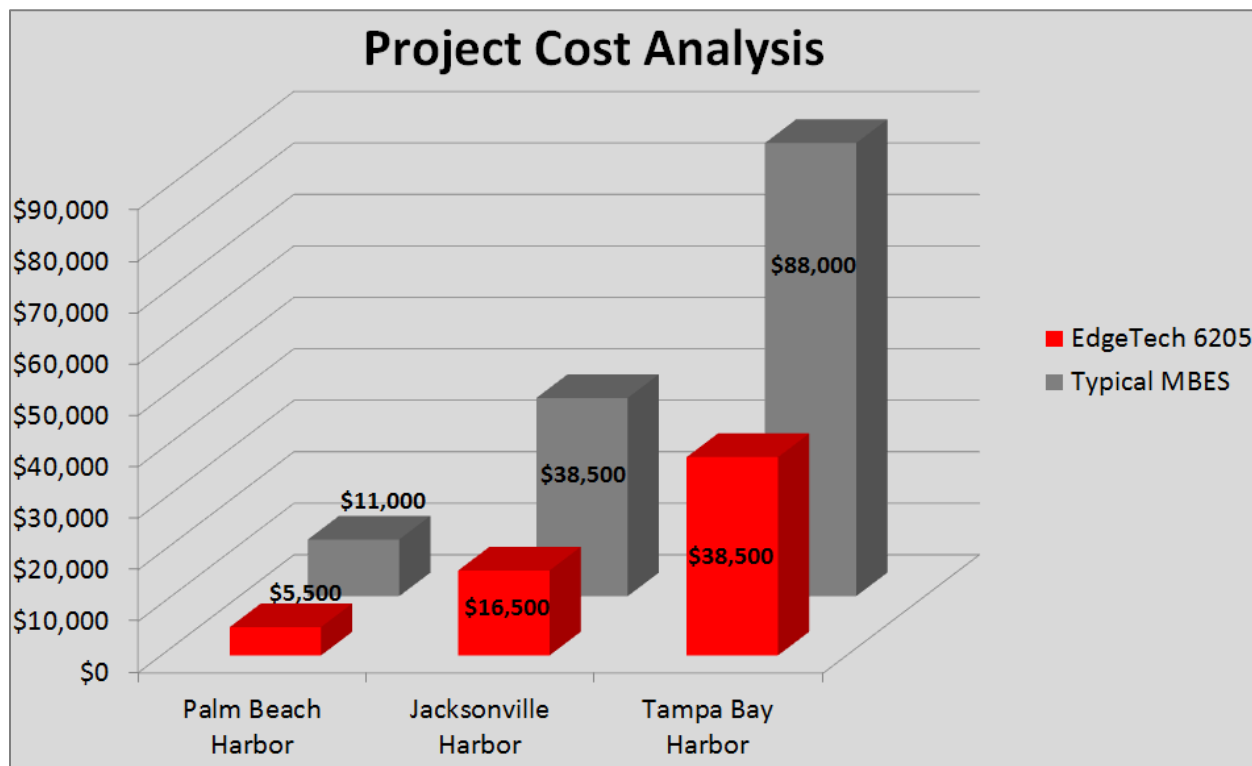 Project Cost Analysis
$90,000
$80,000
$70,000
$60,000
$50,000
$40,000
$30,000
$20,000
$10,000
$0
$88,000
$38,500
$11,000
$5,500
$16,500
$38,500
Palm Beach
Harbor
Jacksonville
Harbor
Tampa Bay
Harbor
EdgeTech 6205
Typical MBES